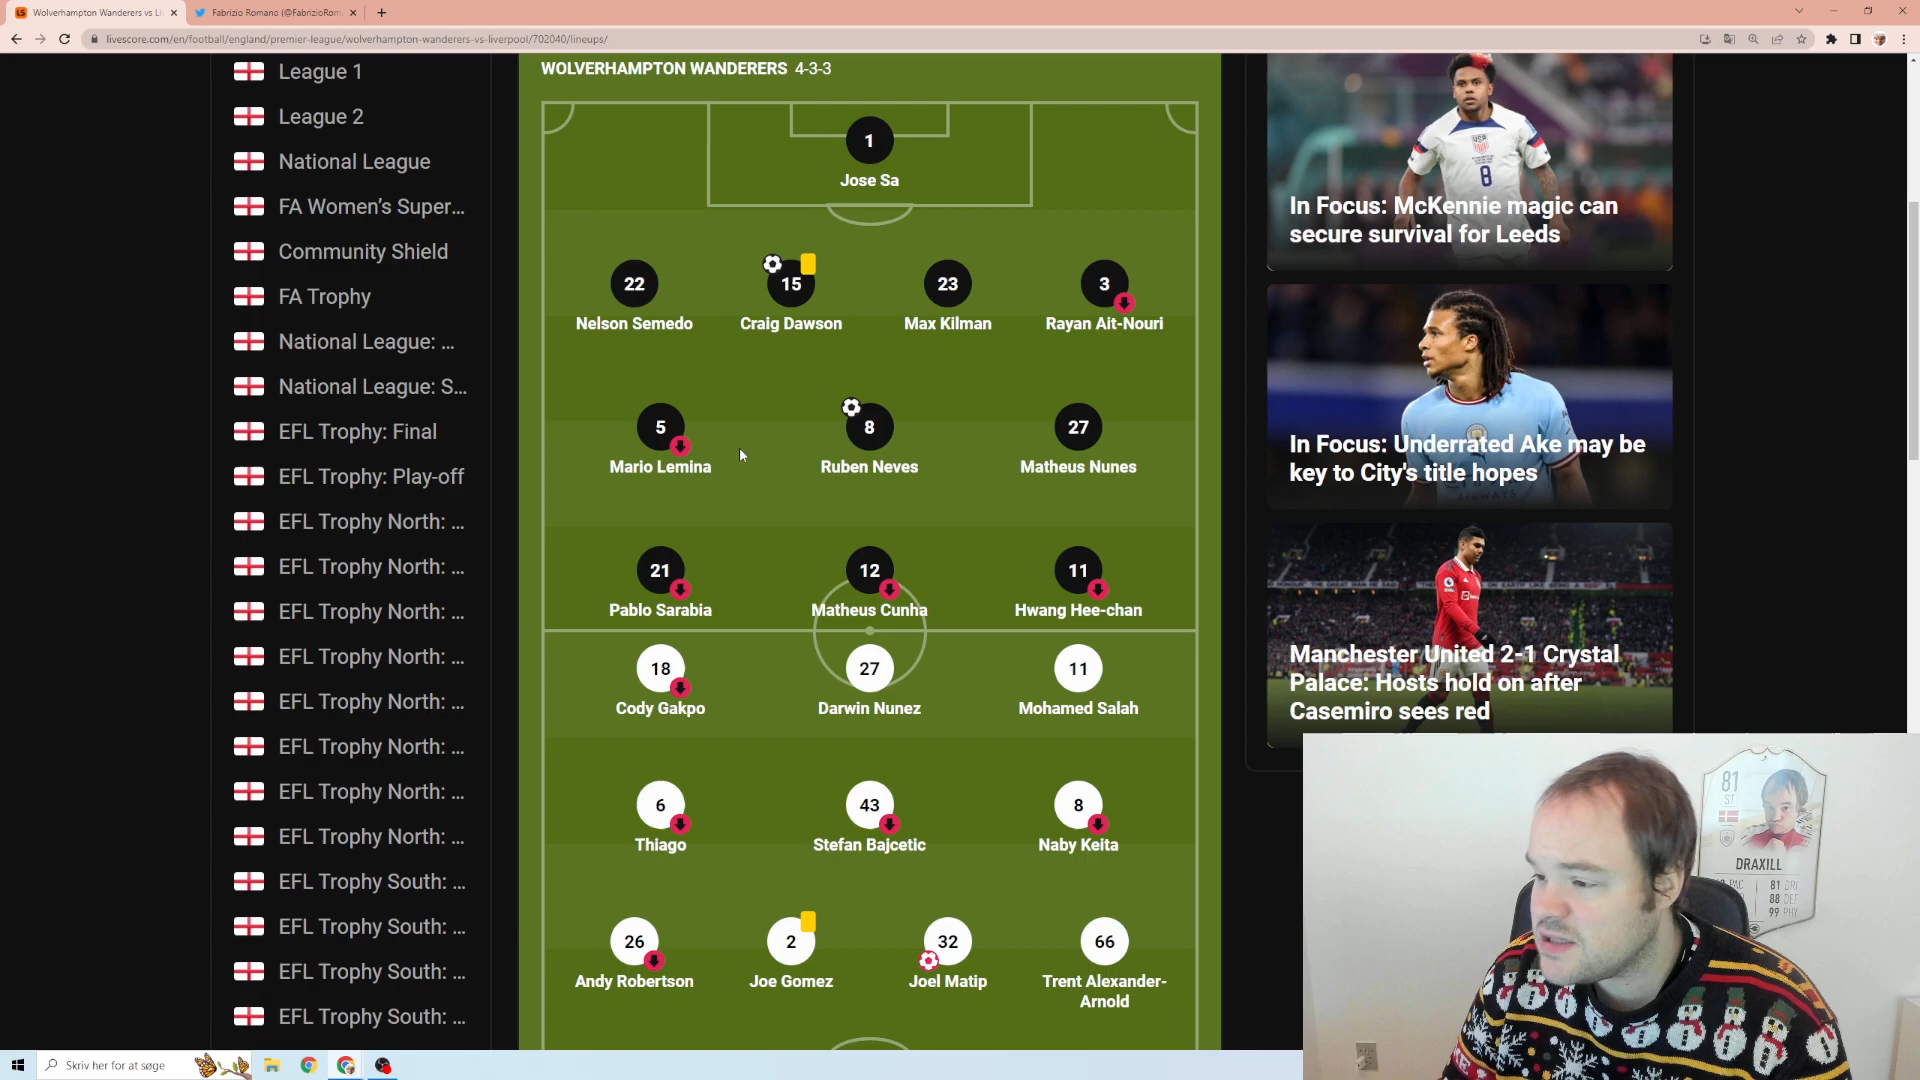 Wolverhampton Wanderers vs Li
Fabrizio Romano (@FabrizioRom
livescore.com/en/football/england/premier-league/wolverhampton-wanderers-vs-liverpool/702040/lineups/
League 1
League 2
National League
FA Women's Super...
Community Shield
FA Trophy
National League: ...
National League: S...
EFL Trophy: Final
EFL Trophy: Play-off
EFL Trophy North: ...
EFL Trophy North: ...
EFL Trophy North: ...
EFL Trophy North: ...
EFL Trophy North: ...
EFL Trophy North: ...
EFL Trophy North: ...
EFL Trophy North: ...
EFL Trophy South: ...
EFL Trophy South: ...
EFL Trophy South: ...
EFL Trophy South: ...
WOLVERHAMPTON WANDERERS 4-3-3
1
Jose Sa
22 15 23 3
Nelson Semedo Craig Dawson Max Kilman Rayan Ait-Nouri
5 8 27
Mario Lemina Ruben Neves Matheus Nunes
21 12 11
Pablo Sarabia Matheus Cunha Hwang Hee-chan
18 27 11
Cody Gakpo Darwin Nunez Mohamed Salah
6 43 8
Thiago Stefan Bajcetic Naby Keita
26 2 32 66
Andy Robertson Joe Gomez Joel Matip Trent Alexander-
Arnold
8
In Focus: McKennie magic can
secure survival for Leeds
In Focus: Underrated Ake may be
key to City's title hopes
Manchester United 2-1 Crystal
Palace: Hosts hold on after
Casemiro sees red
81
ST
DRAXILL
PAC 81 DRI
88 DEF
99 PHY
Skriv her for at søge